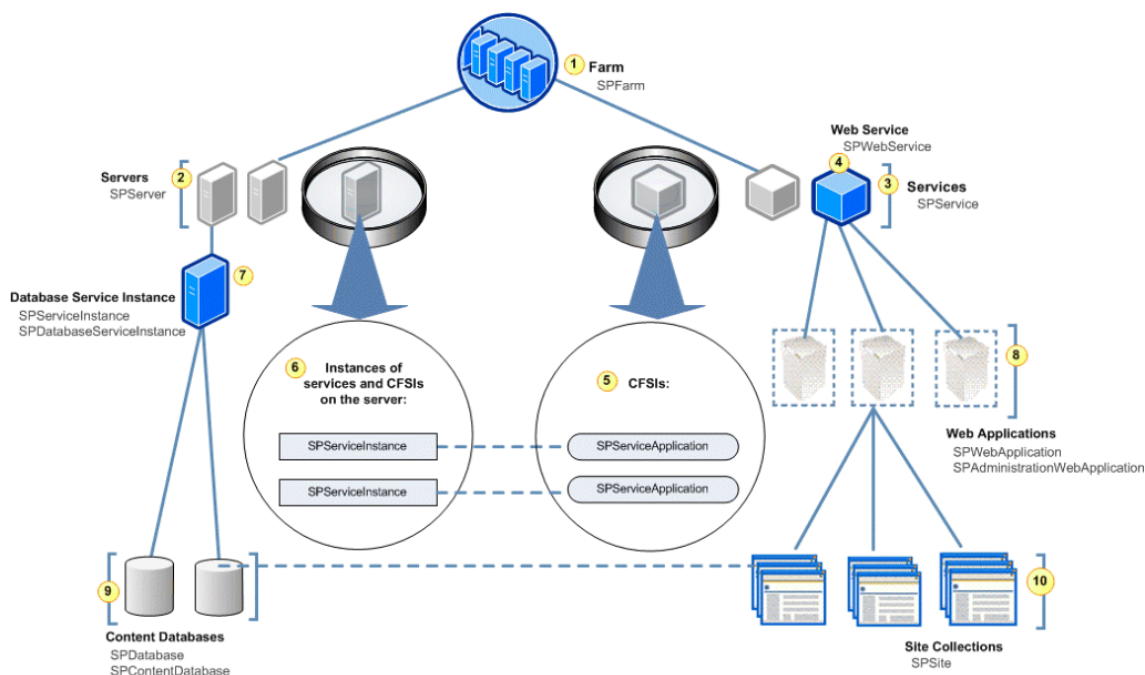 1
Farm
SPFarm
Web Service
SPWebService
4
2
Servers
SPServer
3
Services
SPService
7
Database Service Instance
SPServiceInstance
SPDatabaseServiceInstance
6
Instances of
services and CFSIs
on the server:
SPServiceInstance
SPServiceInstance
5
CFSIs:
SPServiceApplication
SPServiceApplication
8
Web Applications
SPWebApplication
SPAdministrationWebApplication
9
Content Databases
SPDatabase
SPContentDatabase
10
Site Collections
SPSite